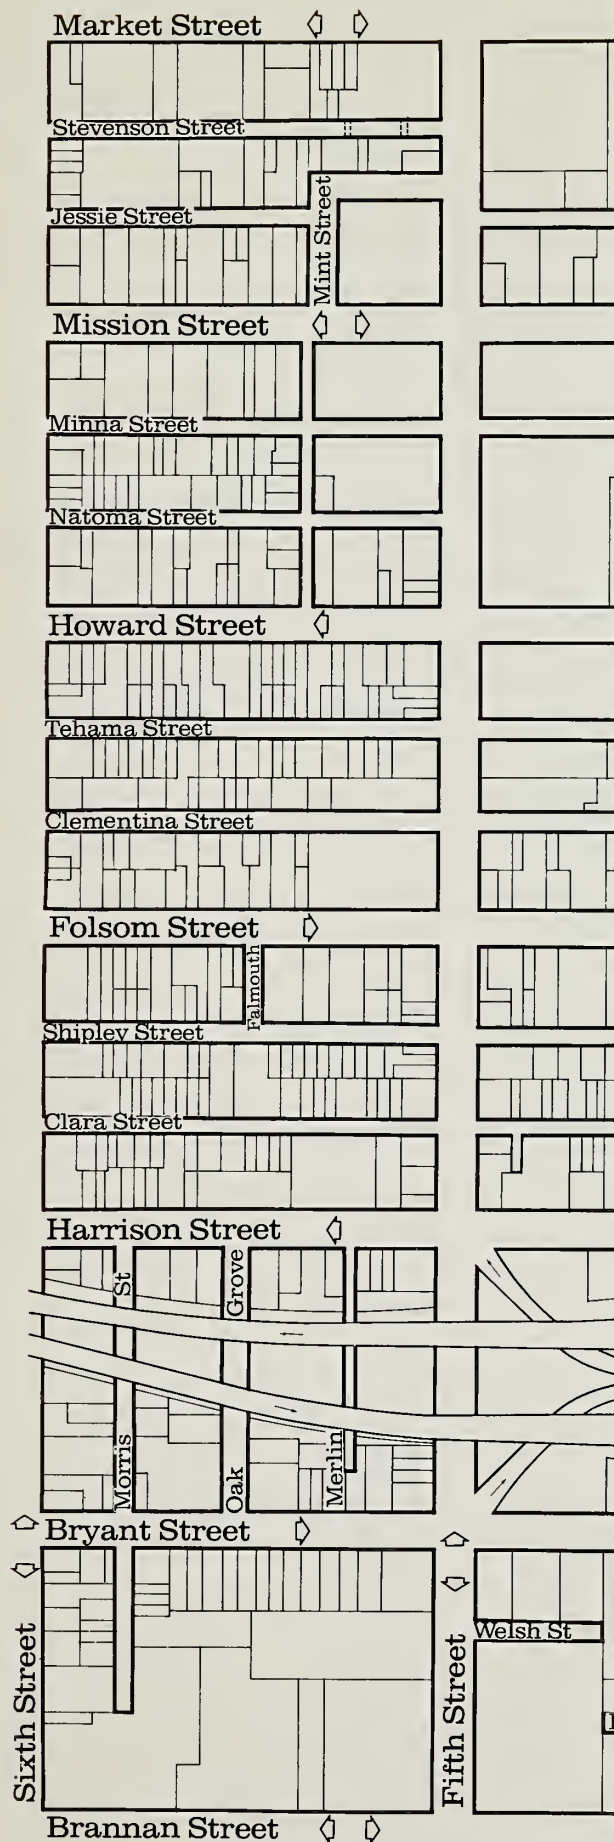 Market Street
Stevenson Street
Jessie Street
Mint Street
Mission Street
Minna Street
Natoma Street
Howard Street
Tehama Street
Clementina Street
Folsom Street
Falmouth
Shipley Street
Clara Street
Harrison Street
Morris St
Oak Grove
Merlin
Bryant Street
Welsh St
Sixth Street
Fifth Street
Brannan Street